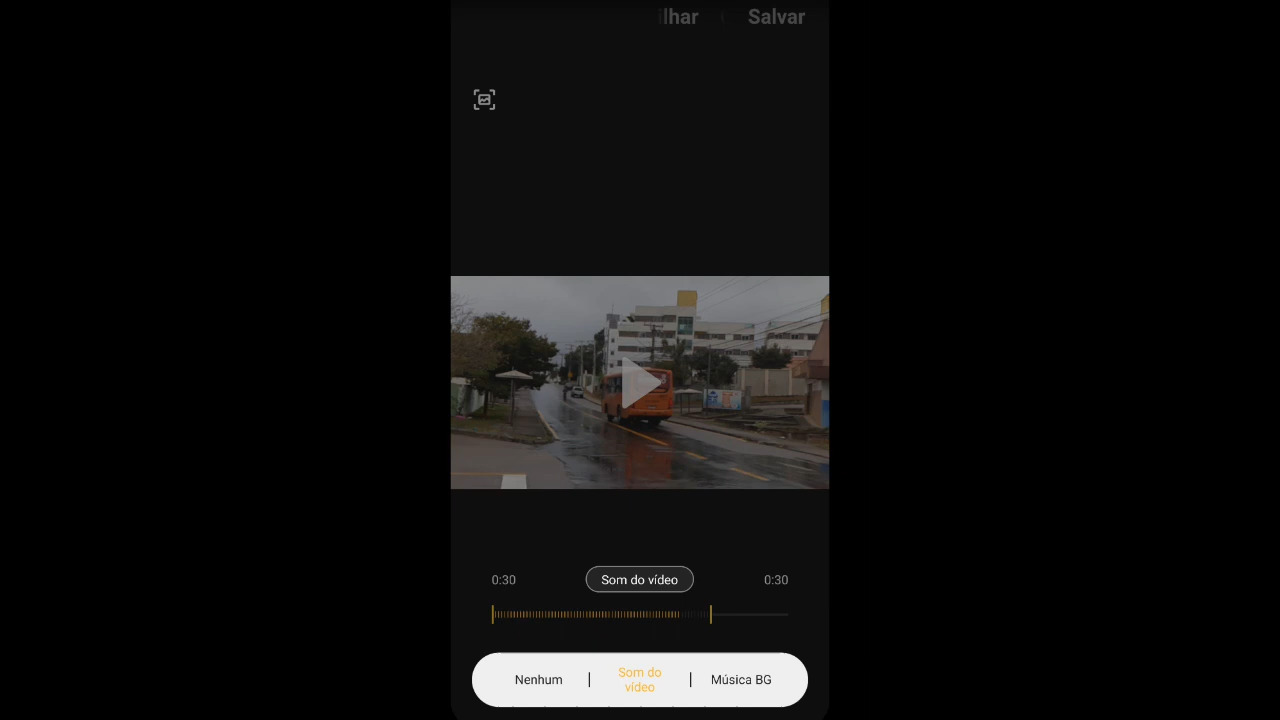 lhar
Salvar
0:30
Som do vídeo
0:30
Nenhum
Som do
vídeo
Música BG